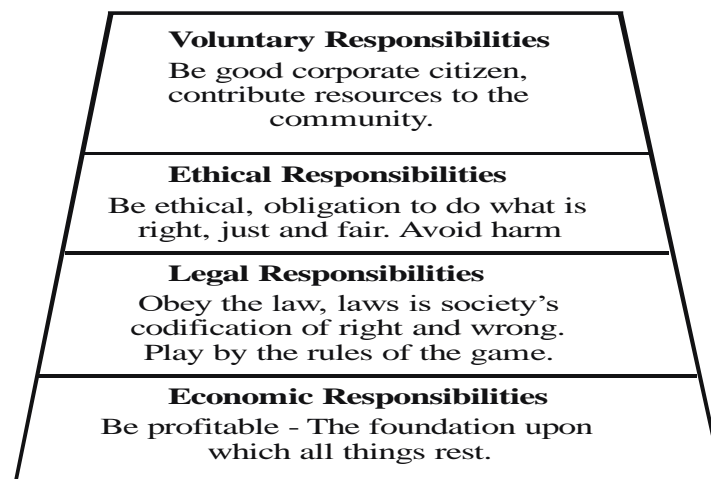 Voluntary Responsibilities
Be good corporate citizen,
contribute resources to the
community.
Ethical Responsibilities
Be ethical, obligation to do what is
right, just and fair. Avoid harm
Legal Responsibilities
Obey the law, laws is society’s
codification of right and wrong.
Play by the rules of the game.
Economic Responsibilities
Be profitable - The foundation upon
which all things rest.